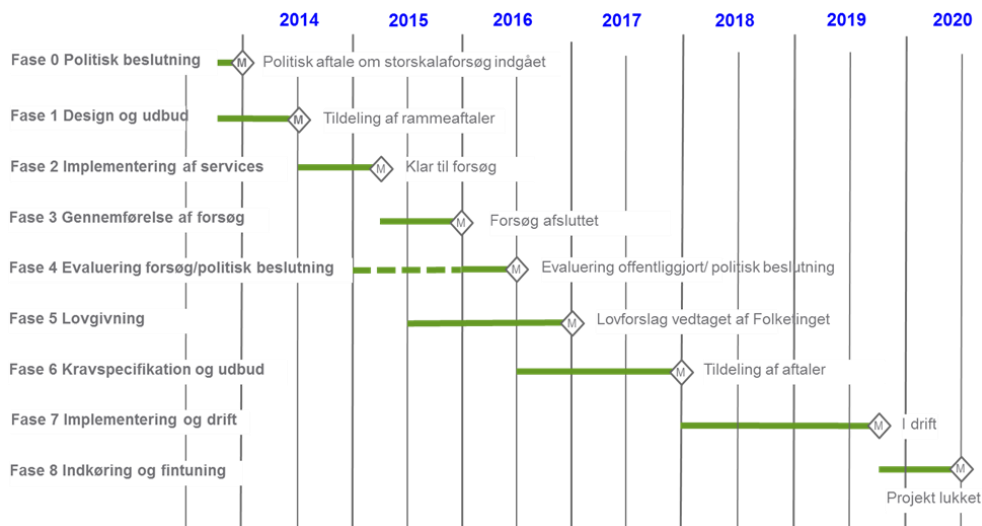 2014 2015 2016 2017 2018 2019 2020
Fase 0 Politisk beslutning M Politisk aftale om storskalaforsøg indgået
Fase 1 Design og udbud M Tildeling af rammeaftaler
Fase 2 Implementering af services M Klar til forsøg
Fase 3 Gennemførelse af forsøg M Forsøg afsluttet
Fase 4 Evaluering forsøg/politisk beslutning M Evaluering offentliggjort/ politisk beslutning
Fase 5 Lovgivning M Lovforslag vedtaget af Folketinget
Fase 6 Kravspecifikation og udbud M Tildeling af aftaler
Fase 7 Implementering og drift M I drift
Fase 8 Indkøring og fintuning M
Projekt lukket